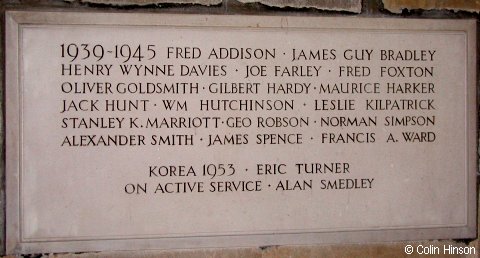 1939-1945 FRED ADDISON · JAMES GUY BRADLEY
HENRY WYNNE DAVIES · JOE FARLEY · FRED FOXTON
OLIVER GOLDSMITH · GILBERT HARDY · MAURICE HARKER
JACK HUNT · WM HUTCHINSON · LESLIE KILPATRICK
STANLEY K. MARRIOTT · GEO ROBSON · NORMAN SIMPSON
ALEXANDER SMITH · JAMES SPENCE · FRANCIS A. WARD
KOREA 1953 · ERIC TURNER
ON ACTIVE SERVICE · ALAN SMEDLEY
© Colin Hinson